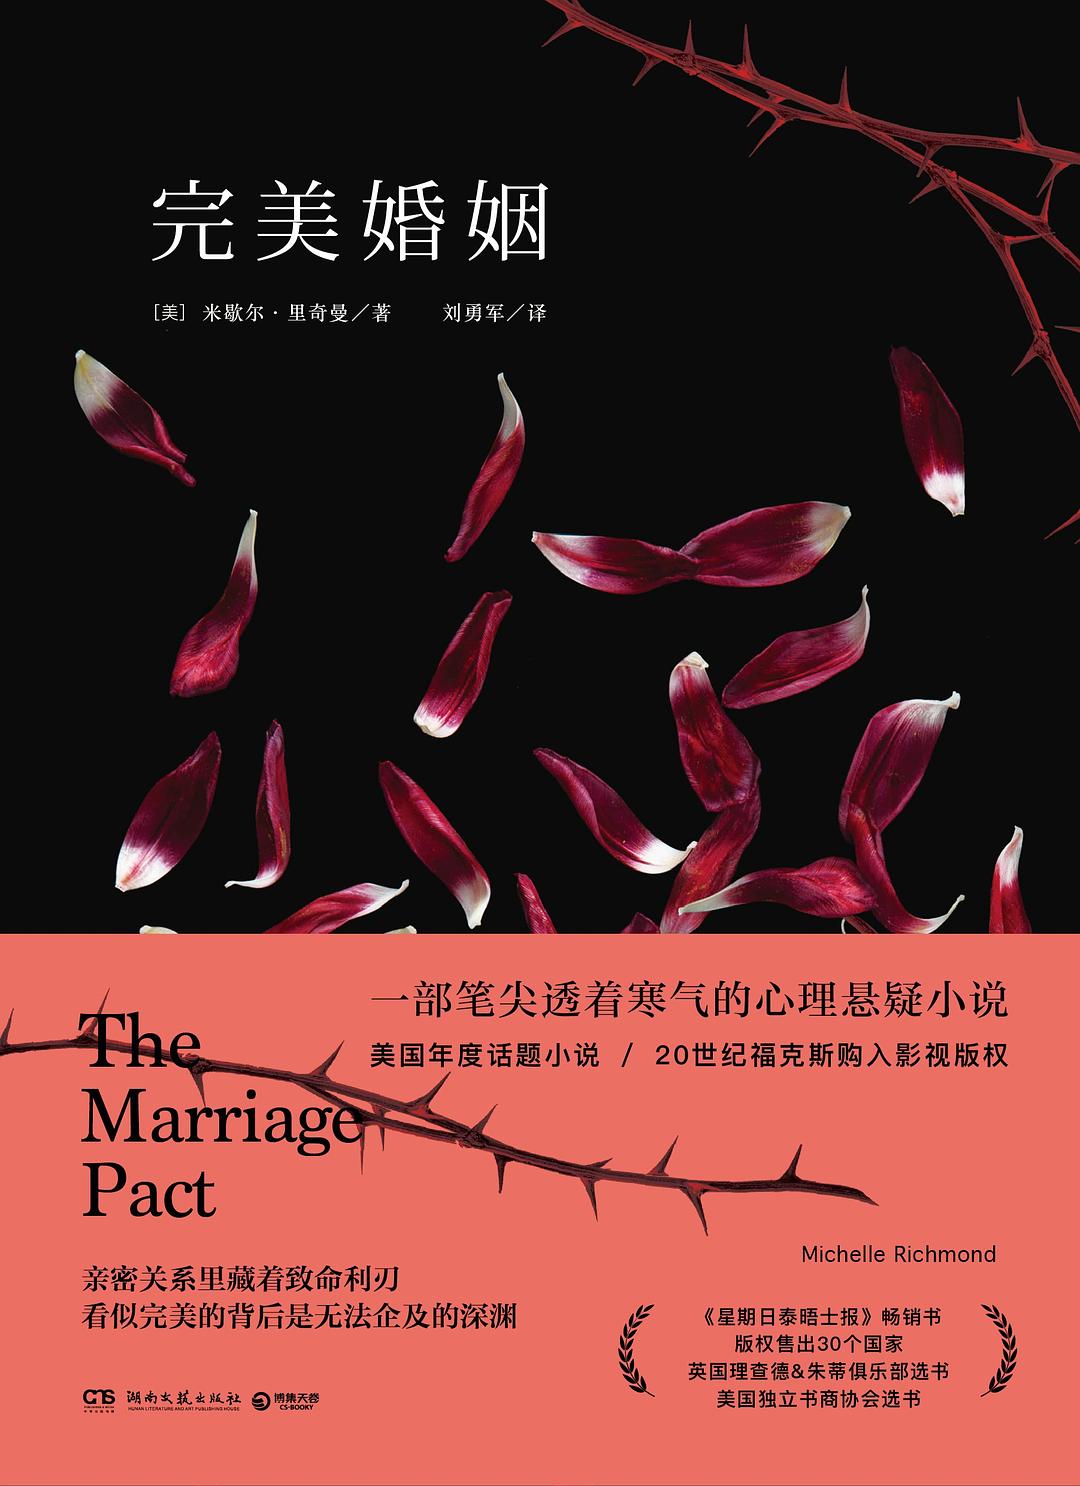 完美婚姻
[美] 米歇尔·里奇曼／著 刘勇军／译
一部笔尖透着寒气的心理悬疑小说
美国年度话题小说 / 20世纪福克斯购入影视版权
The
Marriage
Pact
Michelle Richmond
亲密关系里藏着致命利刃
看似完美的背后是无法企及的深渊
《星期日泰晤士报》畅销书
版权售出30个国家
英国理查德&朱蒂俱乐部选书
美国独立书商协会选书
湖南文艺出版社
HUNAN LITERATURE AND ART PUBLISHING HOUSE
博集天卷
CS-BOOKY